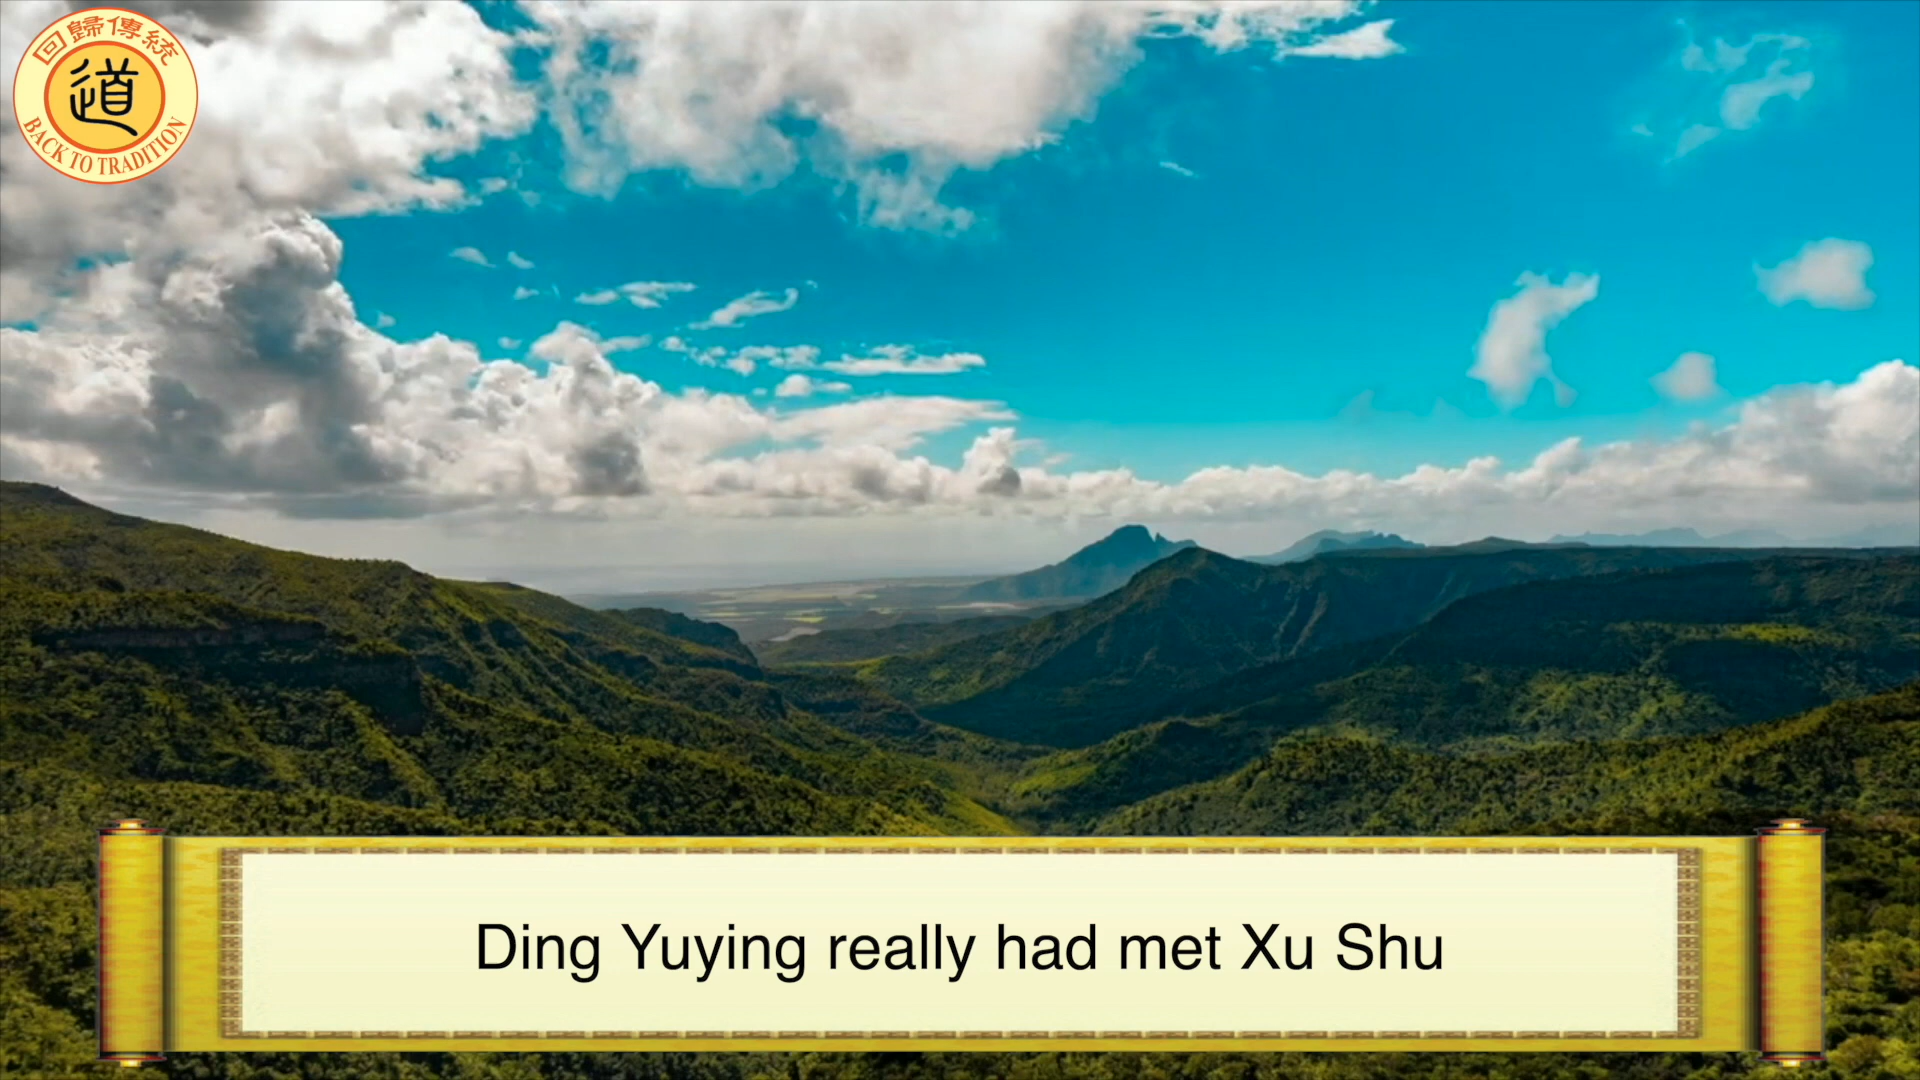 回歸傳統
道
BACK TO TRADITION
Ding Yuying really had met Xu Shu